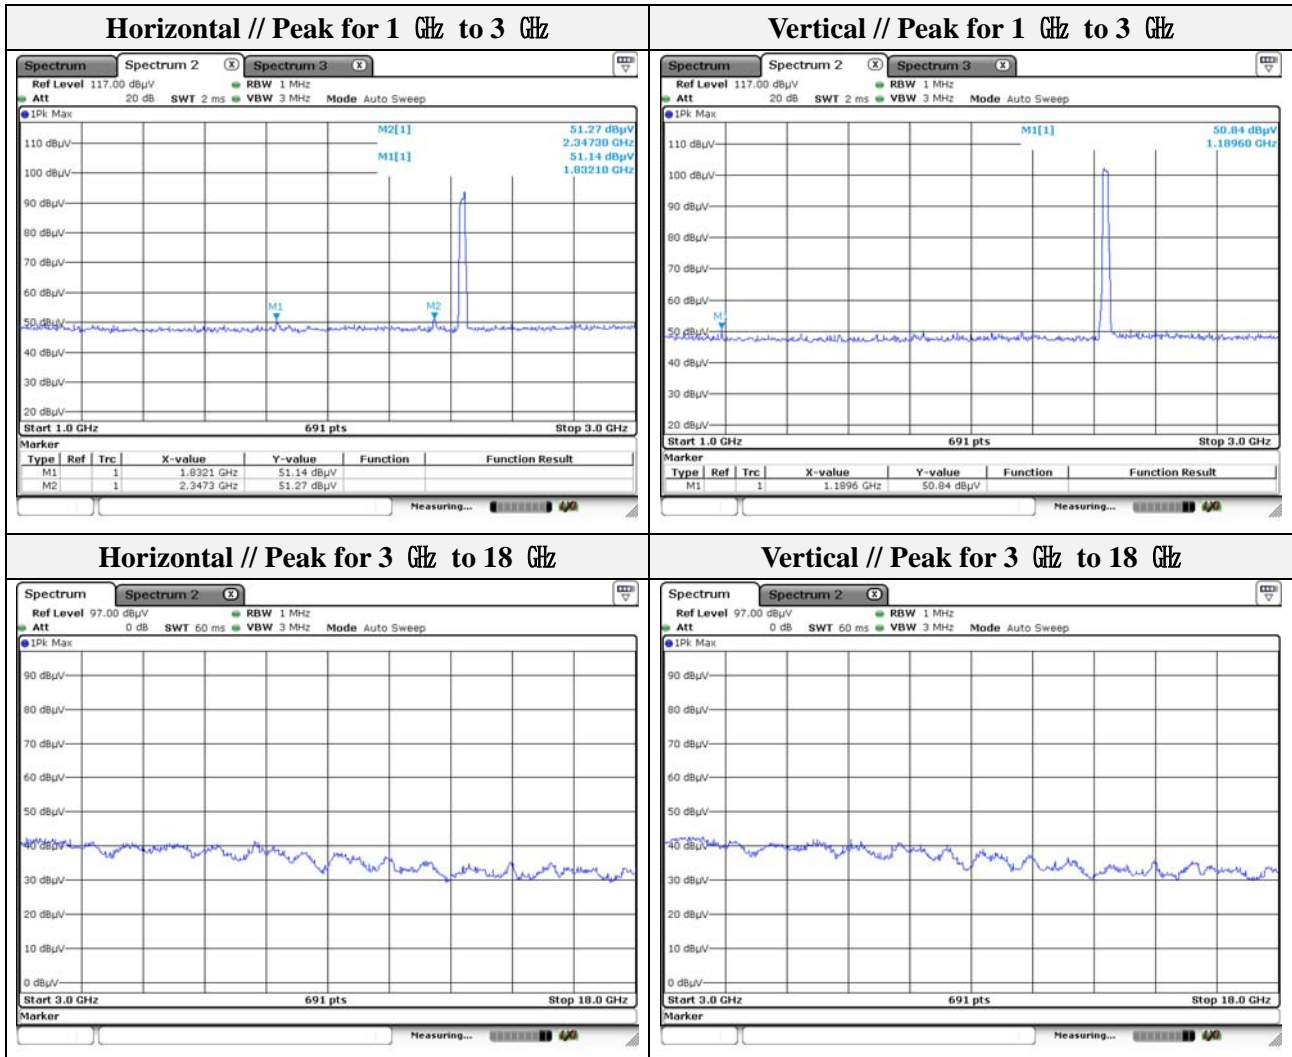 Horizontal // Peak for 1 ㎓ to 3 ㎓
Spectrum Spectrum 2 X Spectrum 3 X
Ref Level 117.00 dBµV RBW 1 MHz
Att 20 dB SWT 2 ms VBW 3 MHz Mode Auto Sweep
1Pk Max
M2[1] 51.27 dBµV
2.34730 GHz
M1[1] 51.14 dBµV
1.83210 GHz
110 dBµV
100 dBµV
90 dBµV
80 dBµV
70 dBµV
60 dBµV
M1 M2
50 dBµV
40 dBµV
30 dBµV
20 dBµV
Start 1.0 GHz 691 pts Stop 3.0 GHz
Marker
Type Ref Trc X-value Y-value Function Function Result
M1 1 1.8321 GHz 51.14 dBµV
M2 1 2.3473 GHz 51.27 dBµV
Measuring...
Vertical // Peak for 1 ㎓ to 3 ㎓
Spectrum Spectrum 2 X Spectrum 3 X
Ref Level 117.00 dBµV RBW 1 MHz
Att 20 dB SWT 2 ms VBW 3 MHz Mode Auto Sweep
1Pk Max
M1[1] 50.84 dBµV
1.18960 GHz
110 dBµV
100 dBµV
90 dBµV
80 dBµV
70 dBµV
60 dBµV
50 dBµV
40 dBµV
30 dBµV
20 dBµV
Start 1.0 GHz 691 pts Stop 3.0 GHz
Marker
Type Ref Trc X-value Y-value Function Function Result
M1 1 1.1896 GHz 50.84 dBµV
Measuring...
Horizontal // Peak for 3 ㎓ to 18 ㎓
Spectrum Spectrum 2 X
Ref Level 97.00 dBµV RBW 1 MHz
Att 0 dB SWT 60 ms VBW 3 MHz Mode Auto Sweep
1Pk Max
90 dBµV
80 dBµV
70 dBµV
60 dBµV
50 dBµV
40 dBµV
30 dBµV
20 dBµV
10 dBµV
0 dBµV
Start 3.0 GHz 691 pts Stop 18.0 GHz
Marker
Measuring...
Vertical // Peak for 3 ㎓ to 18 ㎓
Spectrum Spectrum 2 X
Ref Level 97.00 dBµV RBW 1 MHz
Att 0 dB SWT 60 ms VBW 3 MHz Mode Auto Sweep
1Pk Max
90 dBµV
80 dBµV
70 dBµV
60 dBµV
50 dBµV
40 dBµV
30 dBµV
20 dBµV
10 dBµV
0 dBµV
Start 3.0 GHz 691 pts Stop 18.0 GHz
Marker
Measuring...